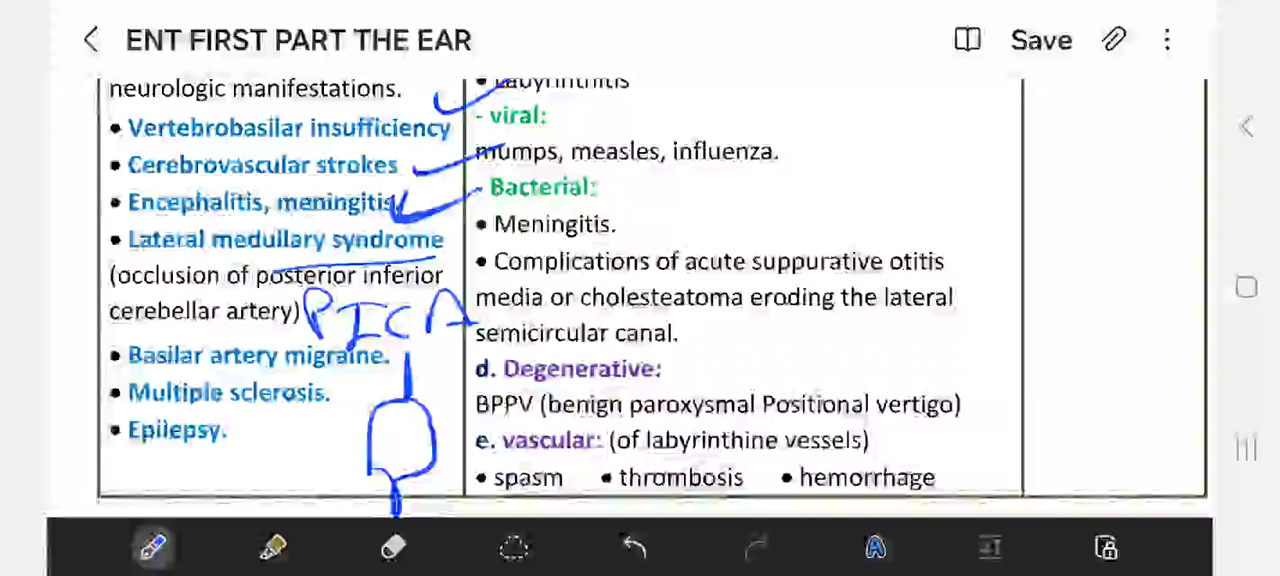 ENT FIRST PART THE EAR
Save
neurologic manifestations.
• Vertebrobasilar insufficiency
• Cerebrovascular strokes
• Encephalitis, meningitis
• Lateral medullary syndrome
(occlusion of posterior inferior
cerebellar artery)
PICA
• Basilar artery migraine.
• Multiple sclerosis.
• Epilepsy.
• Labyrinthitis
- viral:
mumps, measles, influenza.
- Bacterial:
• Meningitis.
• Complications of acute suppurative otitis
media or cholesteatoma eroding the lateral
semicircular canal.
d. Degenerative:
BPPV (benign paroxysmal Positional vertigo)
e. vascular: (of labyrinthine vessels)
• spasm • thrombosis • hemorrhage